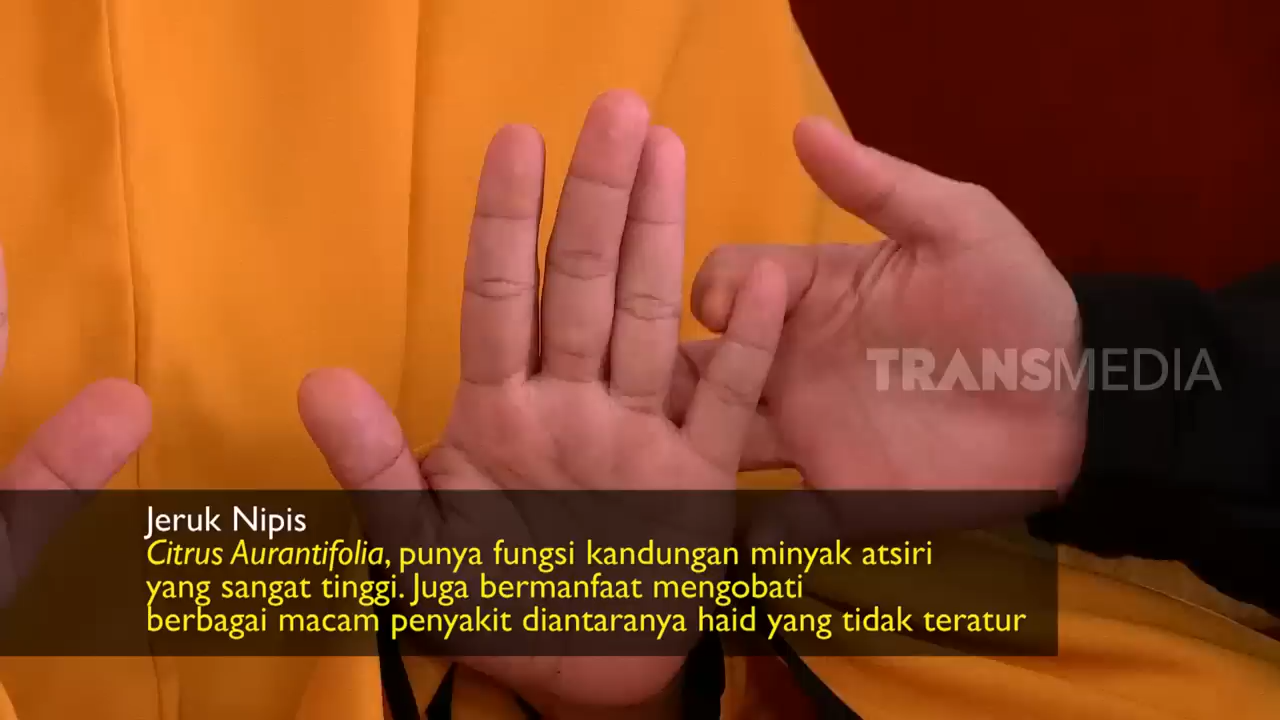 TRANSMEDIA
Jeruk Nipis
Citrus Aurantifolia, punya fungsi kandungan minyak atsiri
yang sangat tinggi. Juga bermanfaat mengobati
berbagai macam penyakit diantaranya haid yang tidak teratur